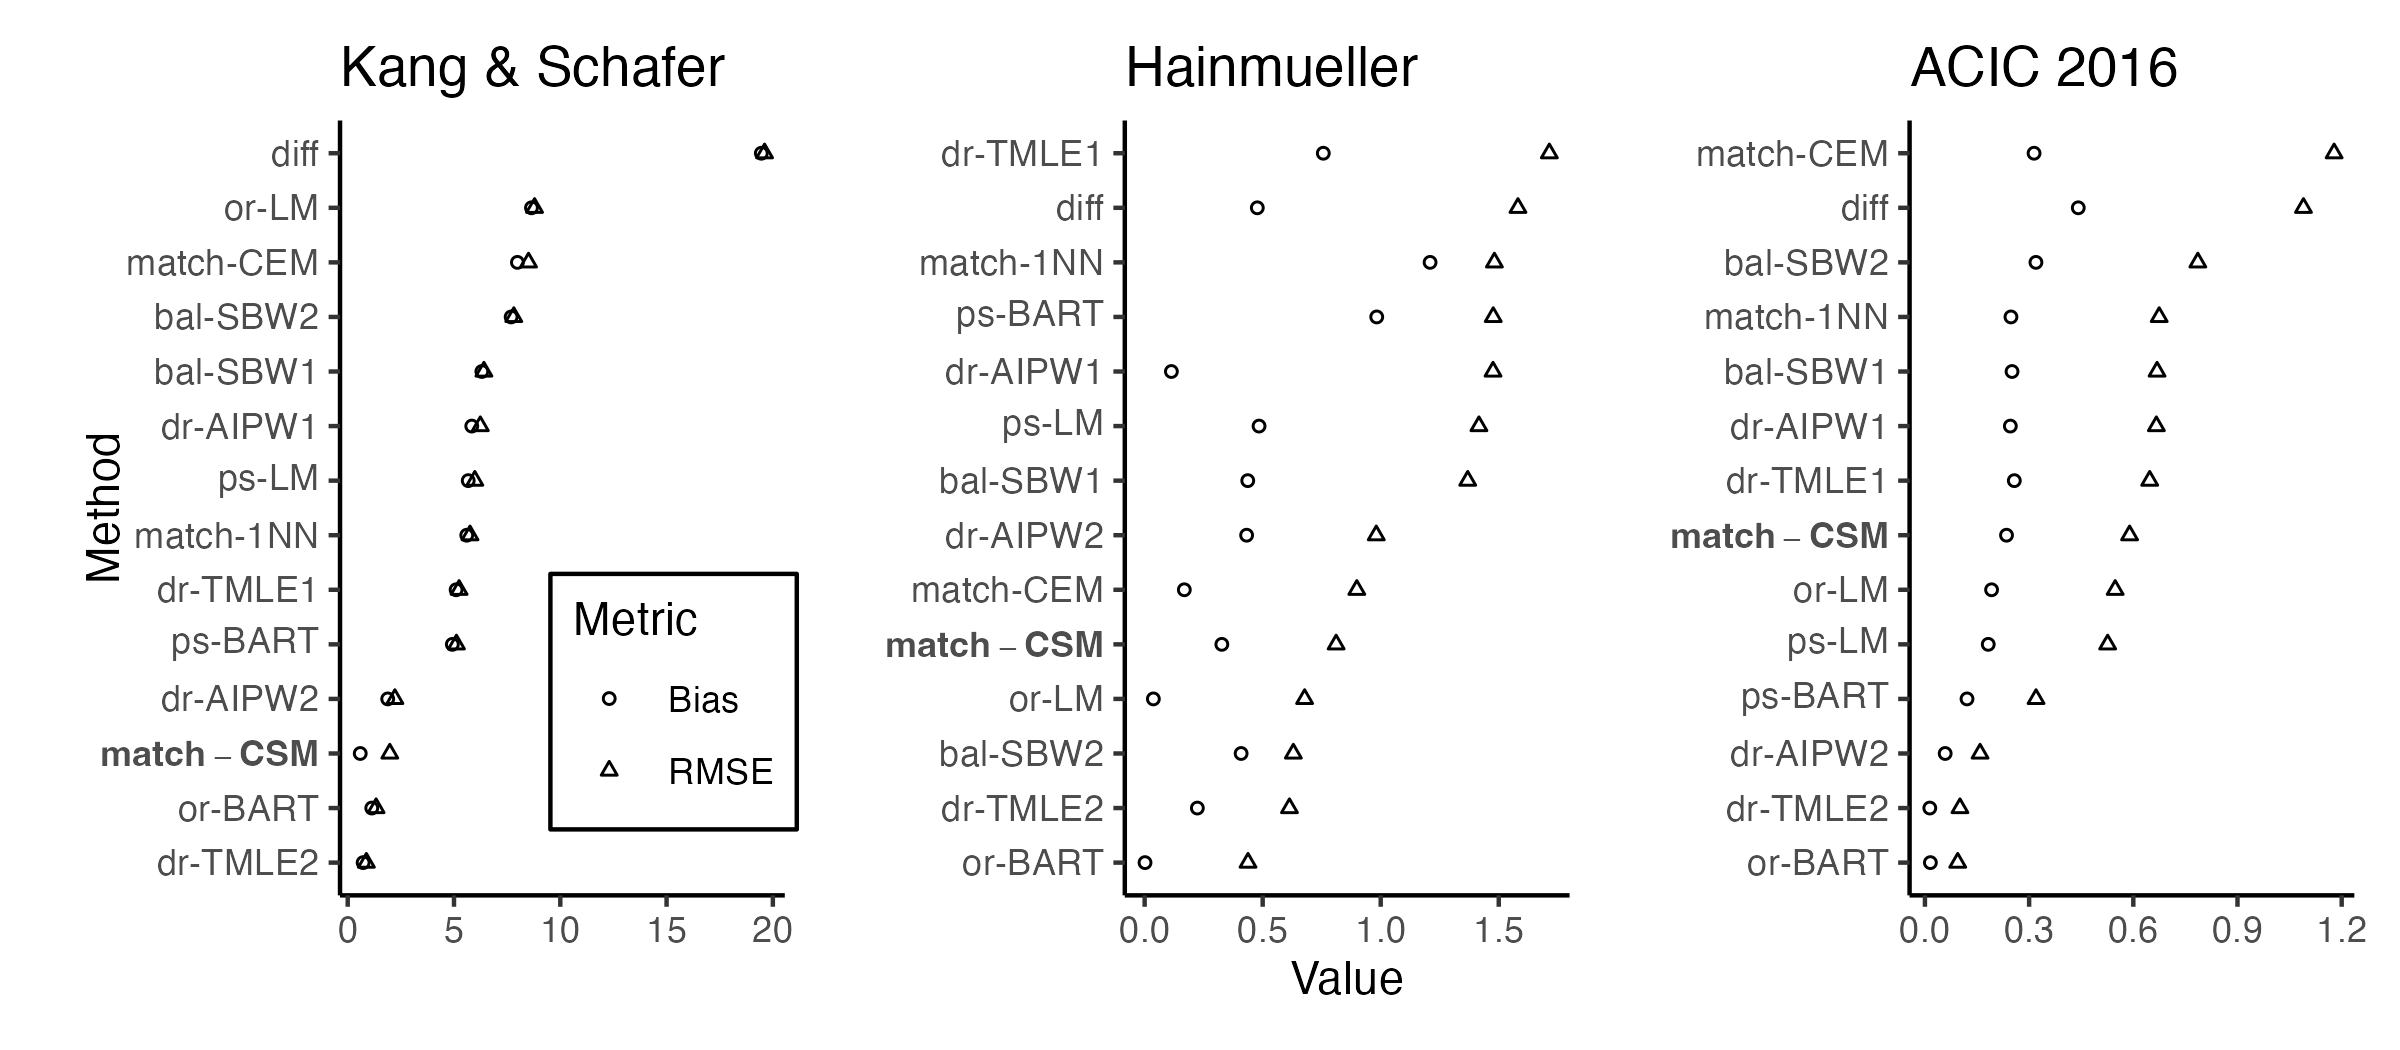 Kang & Schafer
Method
diff
or-LM
match-CEM
bal-SBW2
bal-SBW1
dr-AIPW1
ps-LM
match-1NN
dr-TMLE1
ps-BART
dr-AIPW2
match – CSM
or-BART
dr-TMLE2
0 5 10 15 20
Metric
Bias
RMSE
Hainmueller
dr-TMLE1
diff
match-1NN
ps-BART
dr-AIPW1
ps-LM
bal-SBW1
dr-AIPW2
match-CEM
match – CSM
or-LM
bal-SBW2
dr-TMLE2
or-BART
0.0 0.5 1.0 1.5
Value
ACIC 2016
match-CEM
diff
bal-SBW2
match-1NN
bal-SBW1
dr-AIPW1
dr-TMLE1
match – CSM
or-LM
ps-LM
ps-BART
dr-AIPW2
dr-TMLE2
or-BART
0.0 0.3 0.6 0.9 1.2